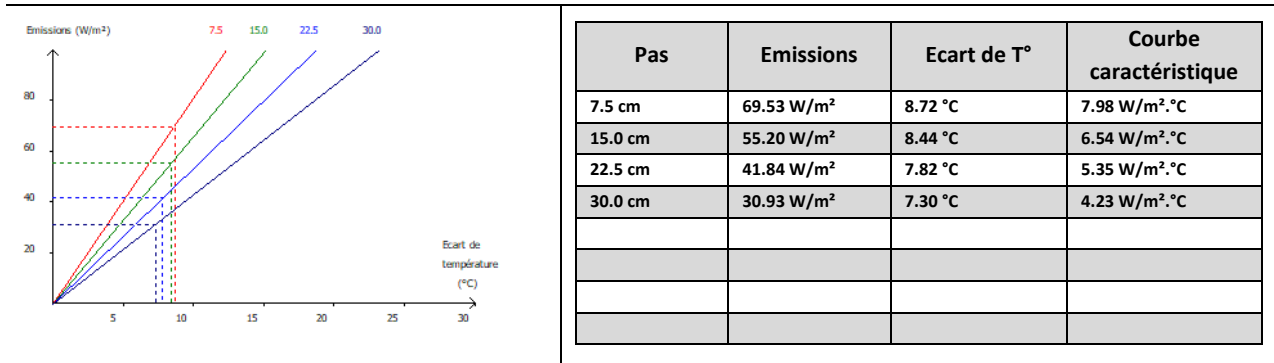 Emissions (W/m²) 7.5 15.0 22.5 30.0
80
60
40
20
Ecart de
température
(°C)
5 10 15 20 25 30
Pas Emissions Ecart de T° Courbe caractéristique
7.5 cm 69.53 W/m² 8.72 °C 7.98 W/m².°C
15.0 cm 55.20 W/m² 8.44 °C 6.54 W/m².°C
22.5 cm 41.84 W/m² 7.82 °C 5.35 W/m².°C
30.0 cm 30.93 W/m² 7.30 °C 4.23 W/m².°C